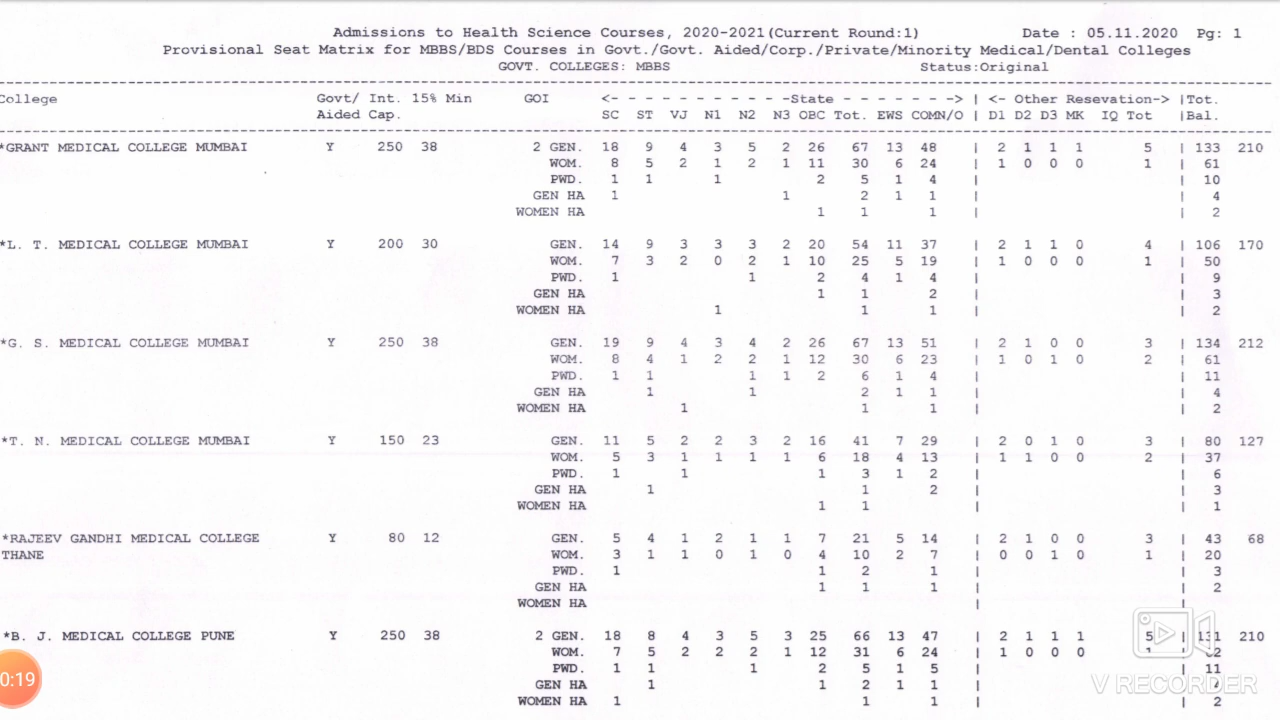 Admissions to Health Science Courses, 2020-2021(Current Round:1) Date : 05.11.2020 Pg: 1
Provisional Seat Matrix for MBBS/BDS Courses in Govt./Govt. Aided/Corp./Private/Minority Medical/Dental Colleges
GOVT. COLLEGES: MBBS Status:Original
College Govt/ Int. 15% Min GOI <- - - - - - - - - - - -State - - - - - - -> | <- Other Resevation-> |Tot.
Aided Cap. SC ST VJ N1 N2 N3 OBC Tot. EWS COMN/O | D1 D2 D3 MK IQ Tot |Bal.
*GRANT MEDICAL COLLEGE MUMBAI Y 250 38 2 GEN. 18 9 4 3 5 2 26 67 13 48 | 2 1 1 1 5 | 133 210
WOM. 8 5 2 1 2 1 11 30 6 24 | 1 0 0 0 1 | 61
PWD. 1 1 1 2 5 1 4 | | 10
GEN HA 1 1 2 1 1 | | 4
WOMEN HA 1 1 1 | | 2
*L. T. MEDICAL COLLEGE MUMBAI Y 200 30 GEN. 14 9 3 3 3 2 20 54 11 37 | 2 1 1 0 4 | 106 170
WOM. 7 3 2 0 2 1 10 25 5 19 | 1 0 0 0 1 | 50
PWD. 1 1 2 4 1 4 | | 9
GEN HA 1 1 2 | | 3
WOMEN HA 1 1 1 | | 2
*G. S. MEDICAL COLLEGE MUMBAI Y 250 38 GEN. 19 9 4 3 4 2 26 67 13 51 | 2 1 0 0 3 | 134 212
WOM. 8 4 1 2 2 1 12 30 6 23 | 1 0 1 0 2 | 61
PWD. 1 1 1 1 2 6 1 4 | | 11
GEN HA 1 1 2 1 1 | | 4
WOMEN HA 1 1 1 | | 2
*T. N. MEDICAL COLLEGE MUMBAI Y 150 23 GEN. 11 5 2 2 3 2 16 41 7 29 | 2 0 1 0 3 | 80 127
WOM. 5 3 1 1 1 1 6 18 4 13 | 1 1 0 0 2 | 37
PWD. 1 1 1 3 1 2 | | 6
GEN HA 1 1 2 | | 3
WOMEN HA 1 1 | | 1
*RAJEEV GANDHI MEDICAL COLLEGE Y 80 12 GEN. 5 4 1 2 1 1 7 21 5 14 | 2 1 0 0 3 | 43 68
THANE WOM. 3 1 1 0 1 0 4 10 2 7 | 0 0 1 0 1 | 20
PWD. 1 1 2 1 | | 3
GEN HA 1 1 1 | | 2
WOMEN HA | |
*B. J. MEDICAL COLLEGE PUNE Y 250 38 2 GEN. 18 8 4 3 5 3 25 66 13 47 | 2 1 1 1 5 | 131 210
WOM. 7 5 2 2 2 1 12 31 6 24 | 1 0 0 0 1 | 62
PWD. 1 1 1 2 5 1 5 | | 11
GEN HA 1 1 2 1 1 | |
WOMEN HA 1 1 1 | | 2
0:19
V RECORDER